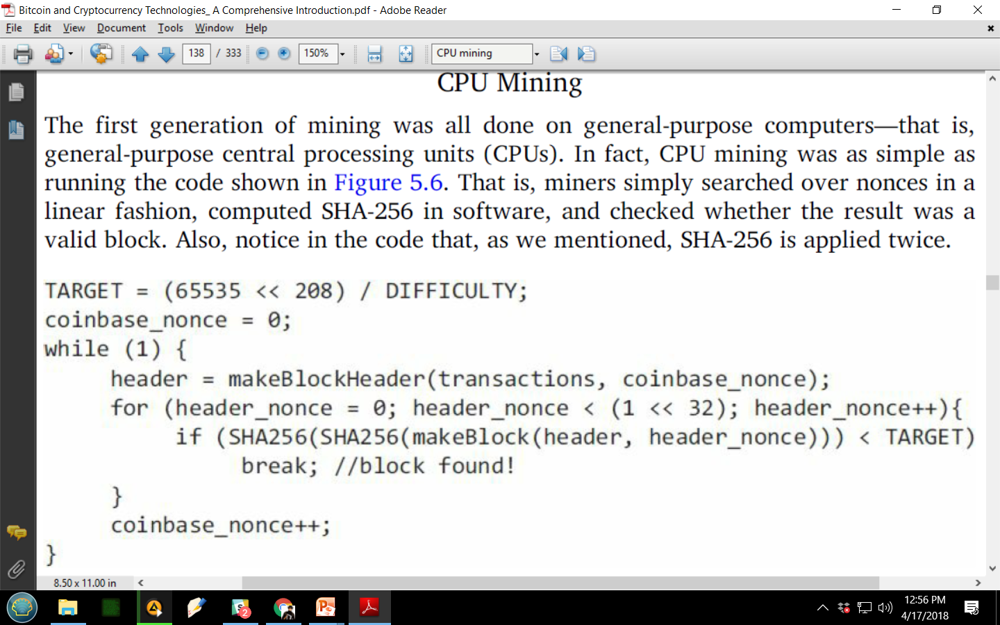 Bitcoin and Cryptocurrency Technologies_ A Comprehensive Introduction.pdf - Adobe Reader
File Edit View Document Tools Window Help
138 / 333 150% CPU mining
CPU Mining
The first generation of mining was all done on general-purpose computers—that is,
general-purpose central processing units (CPUs). In fact, CPU mining was as simple as
running the code shown in Figure 5.6. That is, miners simply searched over nonces in a
linear fashion, computed SHA-256 in software, and checked whether the result was a
valid block. Also, notice in the code that, as we mentioned, SHA-256 is applied twice.
TARGET = (65535 << 208) / DIFFICULTY;
coinbase_nonce = 0;
while (1) {
header = makeBlockHeader(transactions, coinbase_nonce);
for (header_nonce = 0; header_nonce < (1 << 32); header_nonce++){
if (SHA256(SHA256(makeBlock(header, header_nonce))) < TARGET)
break; //block found!
}
coinbase_nonce++;
}
8.50 x 11.00 in
12:56 PM
4/17/2018